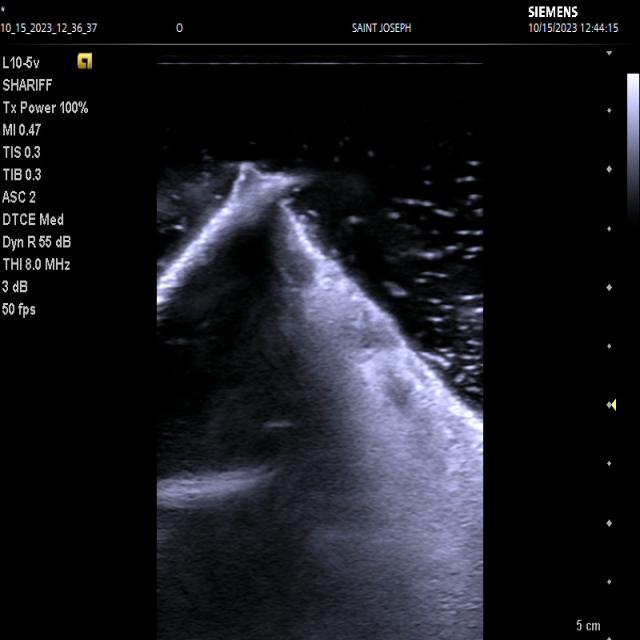 *
SIEMENS
10_15_2023_12_36_37 O SAINT JOSEPH 10/15/2023 12:44:15
L10-5v
SHARIFF
Tx Power 100%
MI 0.47
TIS 0.3
TIB 0.3
ASC 2
DTCE Med
Dyn R 55 dB
THI 8.0 MHz
3 dB
50 fps
5 cm